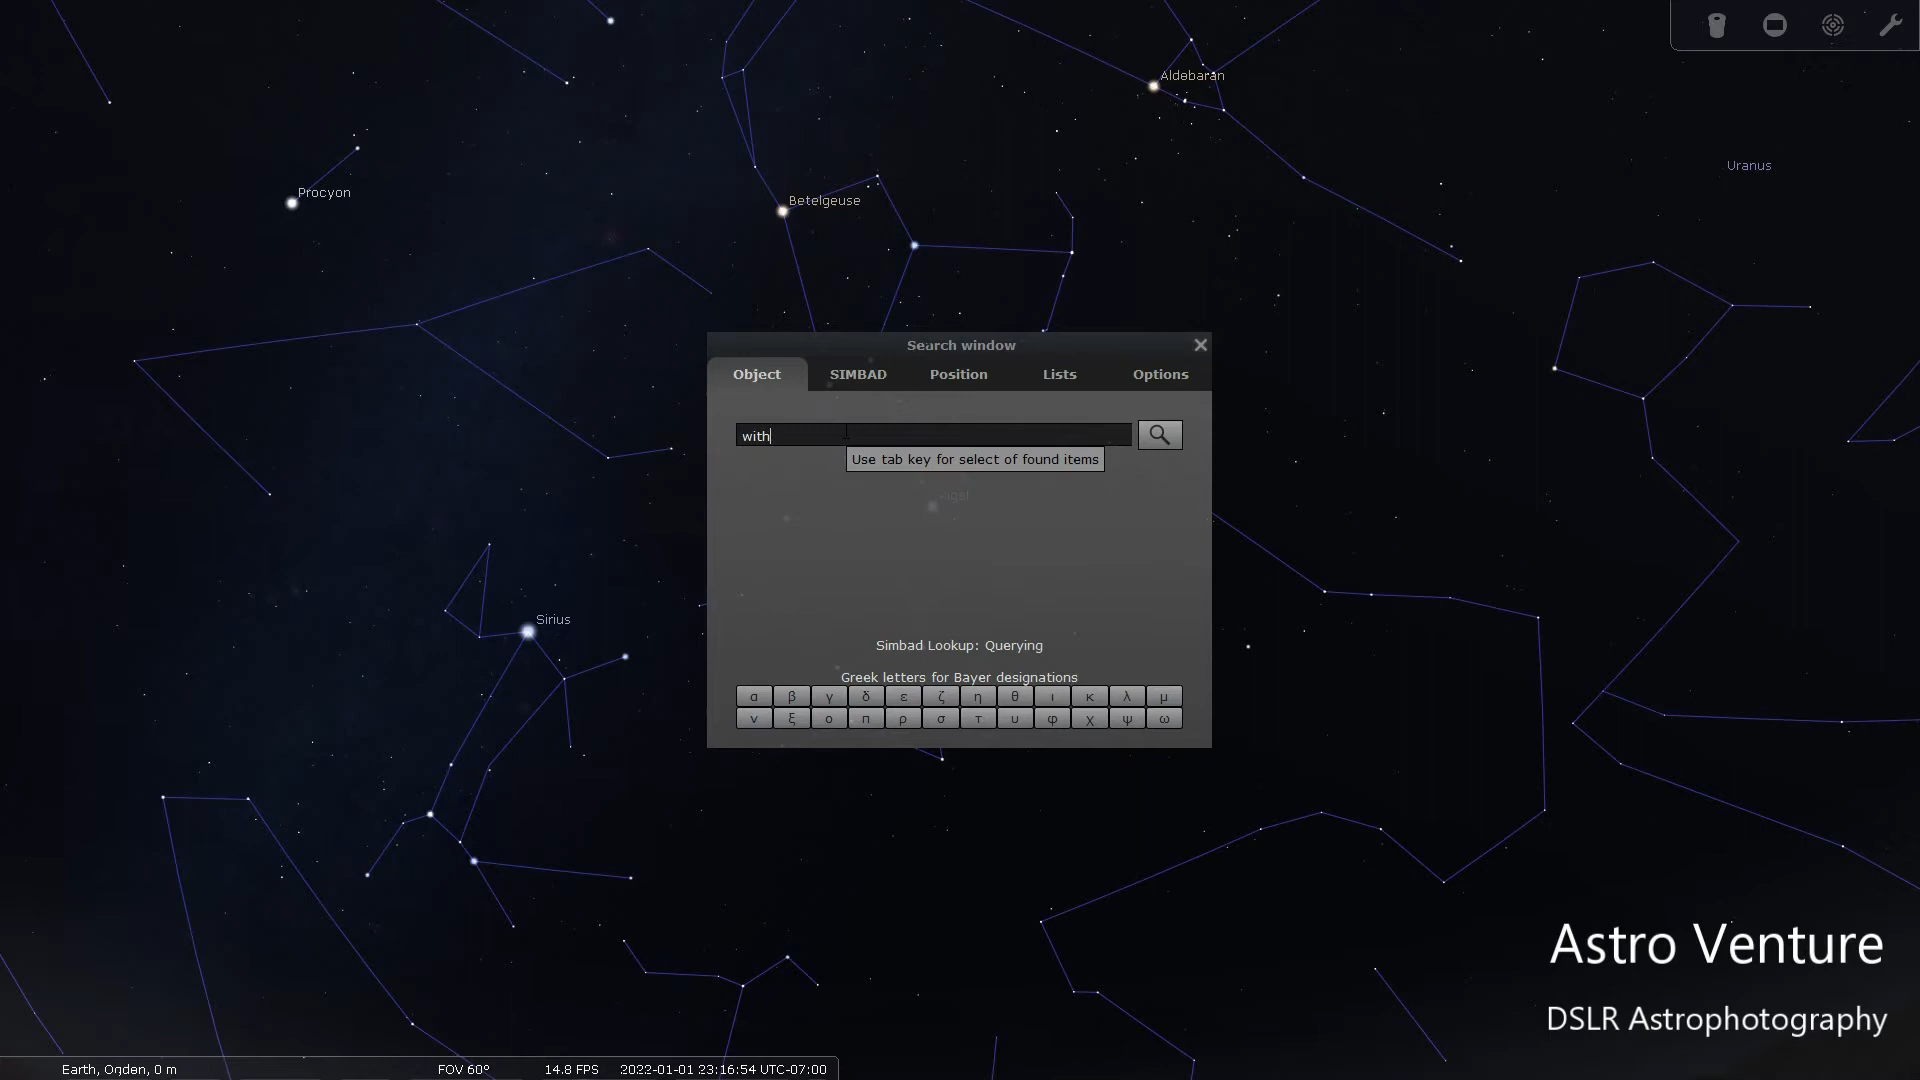 Aldebaran
Uranus
Procyon
Betelgeuse
Search window
Object SIMBAD Position Lists Options
with
Use tab key for select of found items
Sirius
Simbad Lookup: Querying
Greek letters for Bayer designations
α β γ δ ε ζ η θ ι κ λ μ
ν ξ ο π ρ σ τ υ φ χ ψ ω
Astro Venture
DSLR Astrophotography
Earth, Ogden, 0 m FOV 60° 14.8 FPS 2022-01-01 23:16:54 UTC-07:00